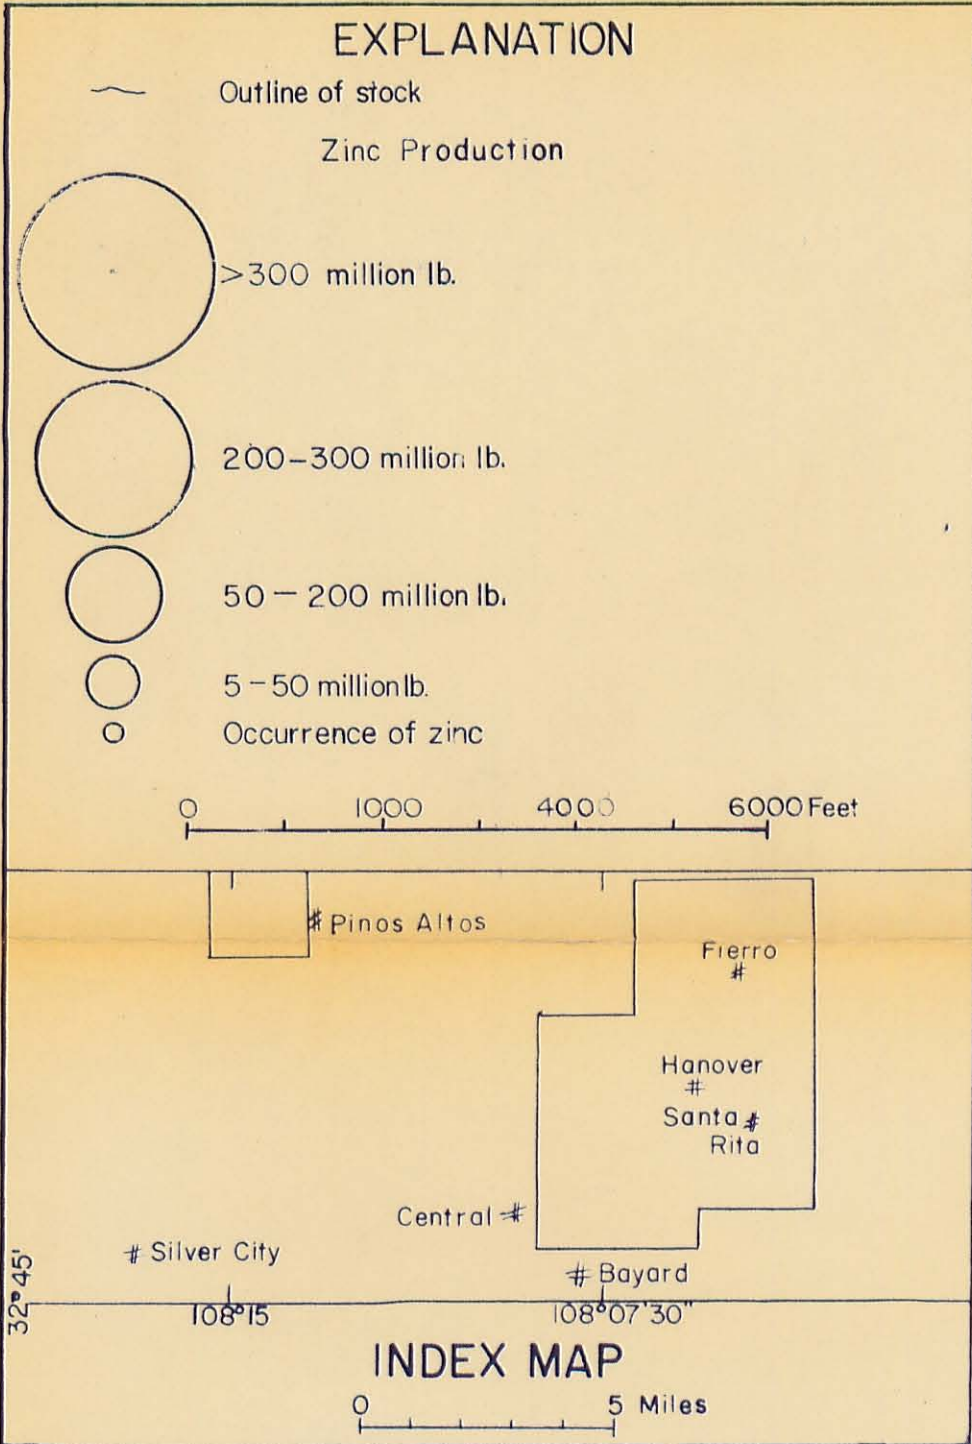 EXPLANATION
Outline of stock
Zinc Production
>300 million lb.
200-300 million lb.
50 - 200 million lb.
5-50 million lb.
Occurrence of zinc
0 1000 4000 6000 Feet
Pinos Altos
Fierro
Hanover
Santa
Rita
Central
Silver City
Bayard
32°45'
108°15
108°07'30"
INDEX MAP
0 5 Miles